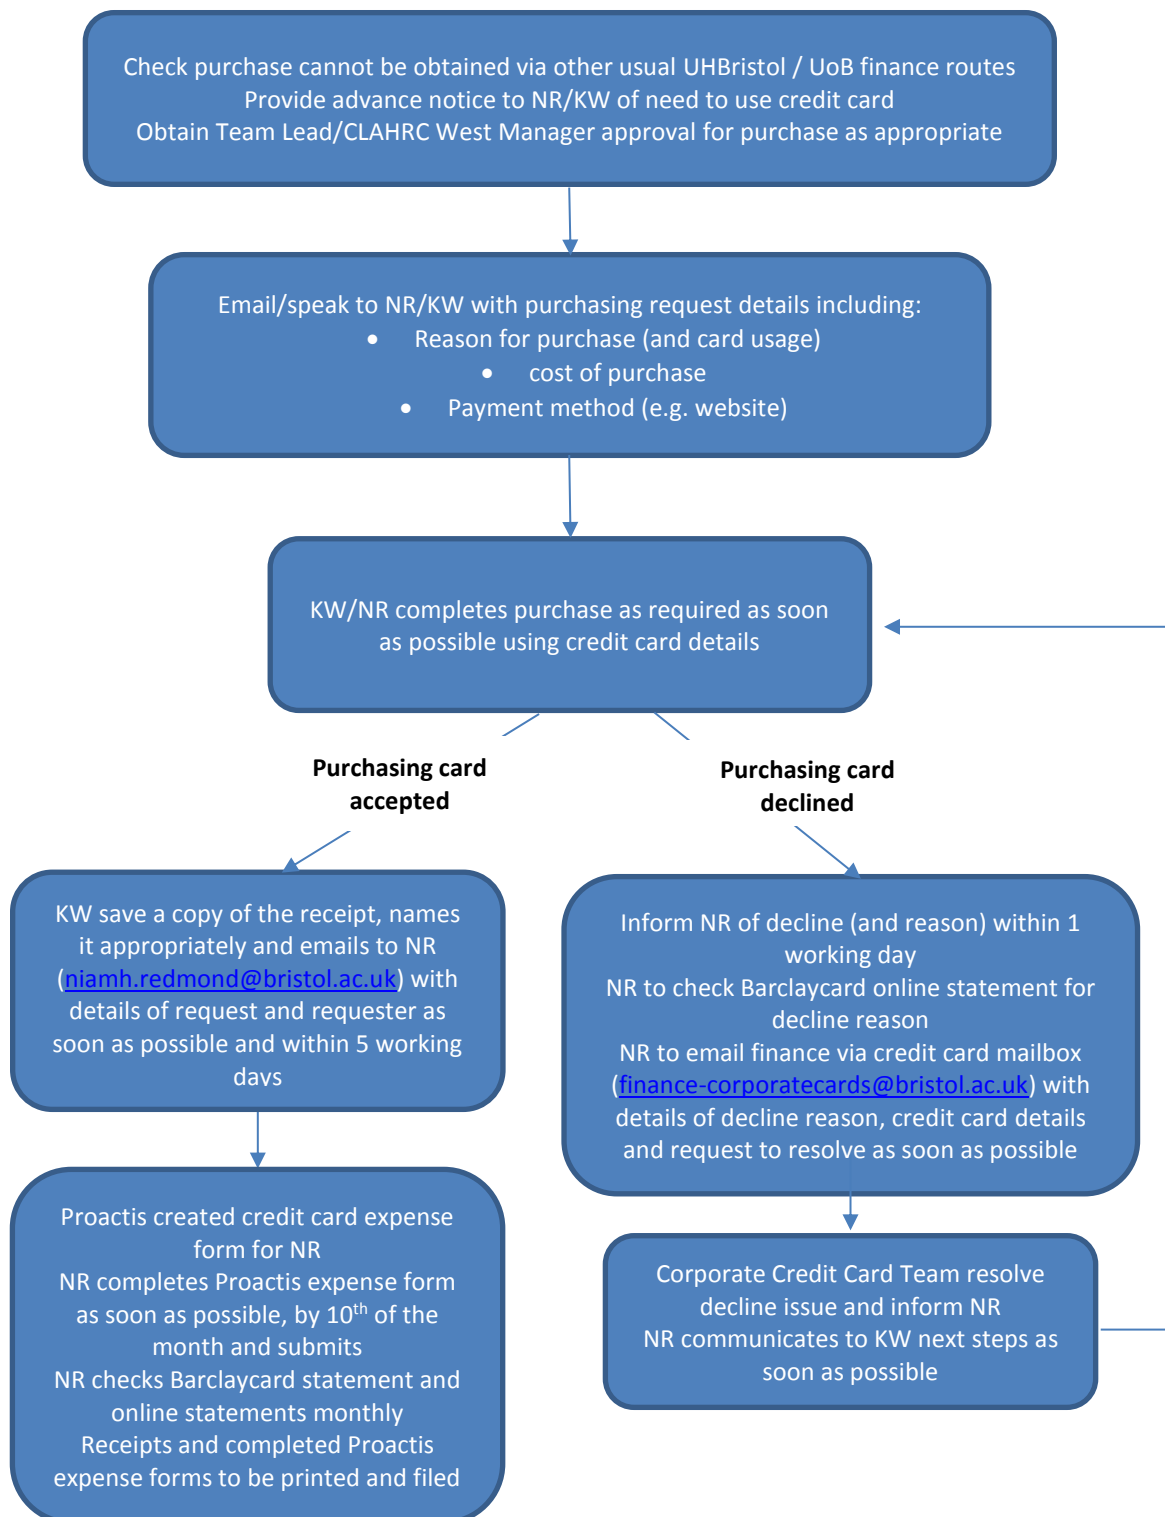 Check purchase cannot be obtained via other usual UHBristol / UoB finance routes
Provide advance notice to NR/KW of need to use credit card
Obtain Team Lead/CLAHRC West Manager approval for purchase as appropriate
Email/speak to NR/KW with purchasing request details including:
• Reason for purchase (and card usage)
• cost of purchase
• Payment method (e.g. website)
KW/NR completes purchase as required as soon
as possible using credit card details
Purchasing card
accepted
Purchasing card
declined
KW save a copy of the receipt, names
it appropriately and emails to NR
(niamh.redmond@bristol.ac.uk) with
details of request and requester as
soon as possible and within 5 working
days
Inform NR of decline (and reason) within 1
working day
NR to check Barclaycard online statement for
decline reason
NR to email finance via credit card mailbox
(finance-corporatecards@bristol.ac.uk) with
details of decline reason, credit card details
and request to resolve as soon as possible
Proactis created credit card expense
form for NR
NR completes Proactis expense form
as soon as possible, by 10th of the
month and submits
NR checks Barclaycard statement and
online statements monthly
Receipts and completed Proactis
expense forms to be printed and filed
Corporate Credit Card Team resolve
decline issue and inform NR
NR communicates to KW next steps as
soon as possible